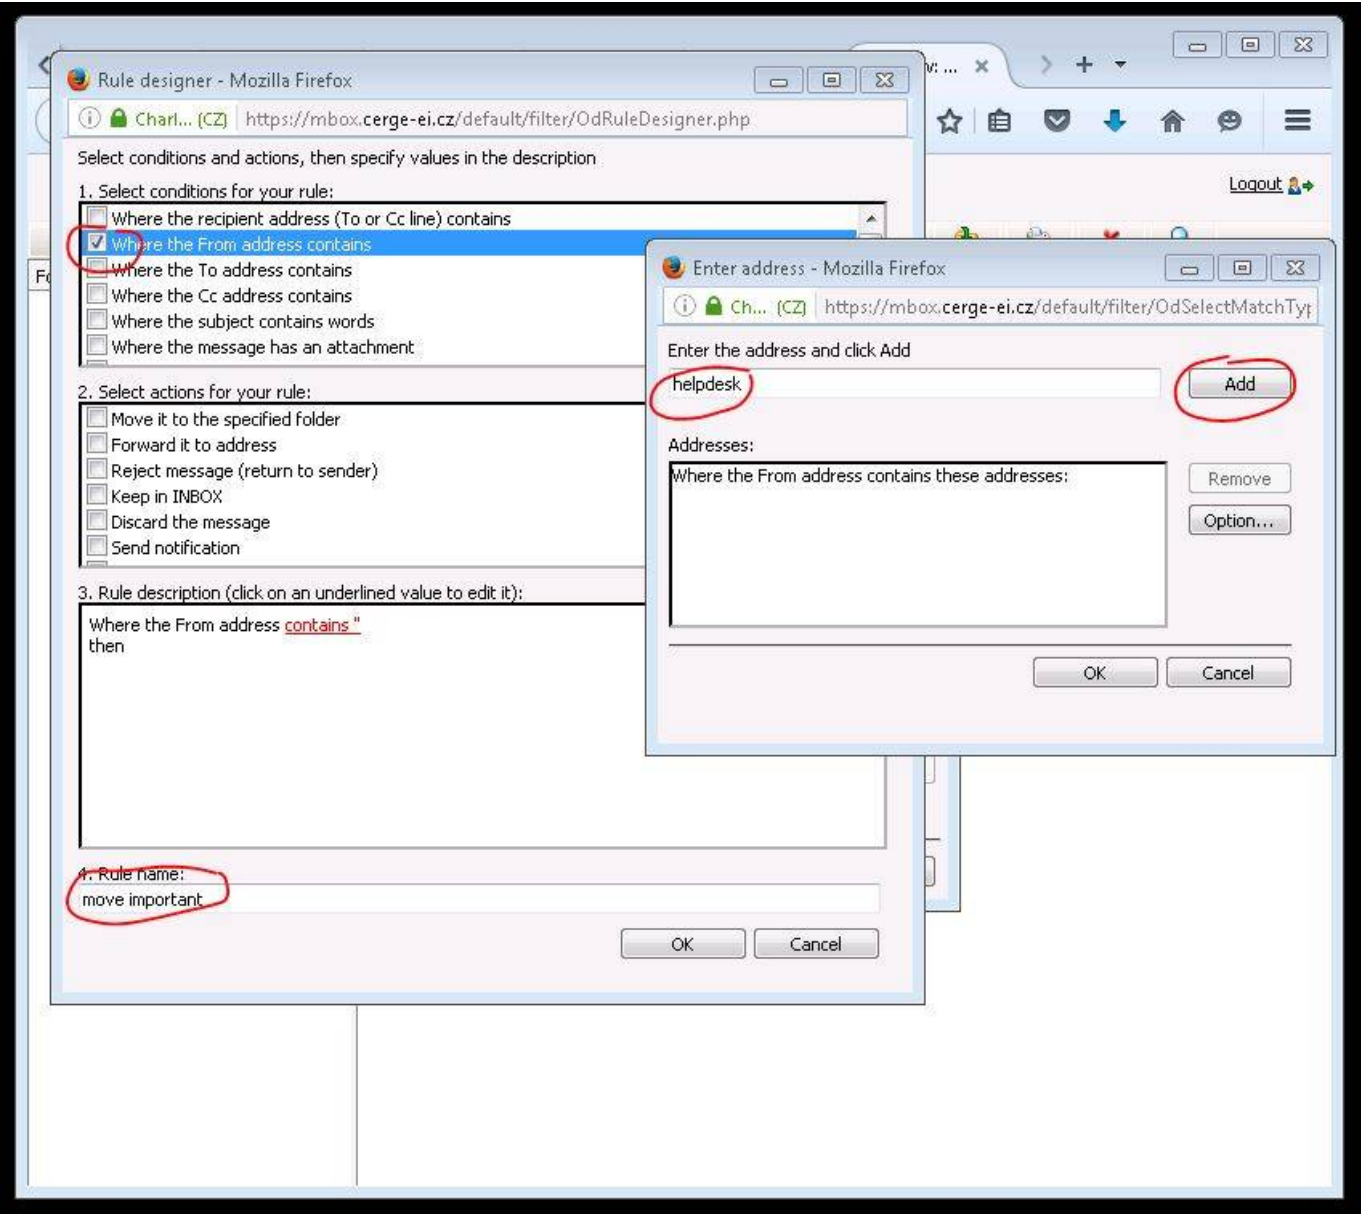 Rule designer - Mozilla Firefox
Charl... (CZ) https://mbox.cerge-ei.cz/default/filter/OdRuleDesigner.php
Select conditions and actions, then specify values in the description
1. Select conditions for your rule:
Where the recipient address (To or Cc line) contains
Where the From address contains
Where the To address contains
Where the Cc address contains
Where the subject contains words
Where the message has an attachment
2. Select actions for your rule:
Move it to the specified folder
Forward it to address
Reject message (return to sender)
Keep in INBOX
Discard the message
Send notification
3. Rule description (click on an underlined value to edit it):
Where the From address contains "
then
4. Rule name:
move important
OK Cancel
Logout
Enter address - Mozilla Firefox
Ch... (CZ) https://mbox.cerge-ei.cz/default/filter/OdSelectMatchTyp
Enter the address and click Add
helpdesk Add
Addresses:
Where the From address contains these addresses:
Remove
Option...
OK Cancel